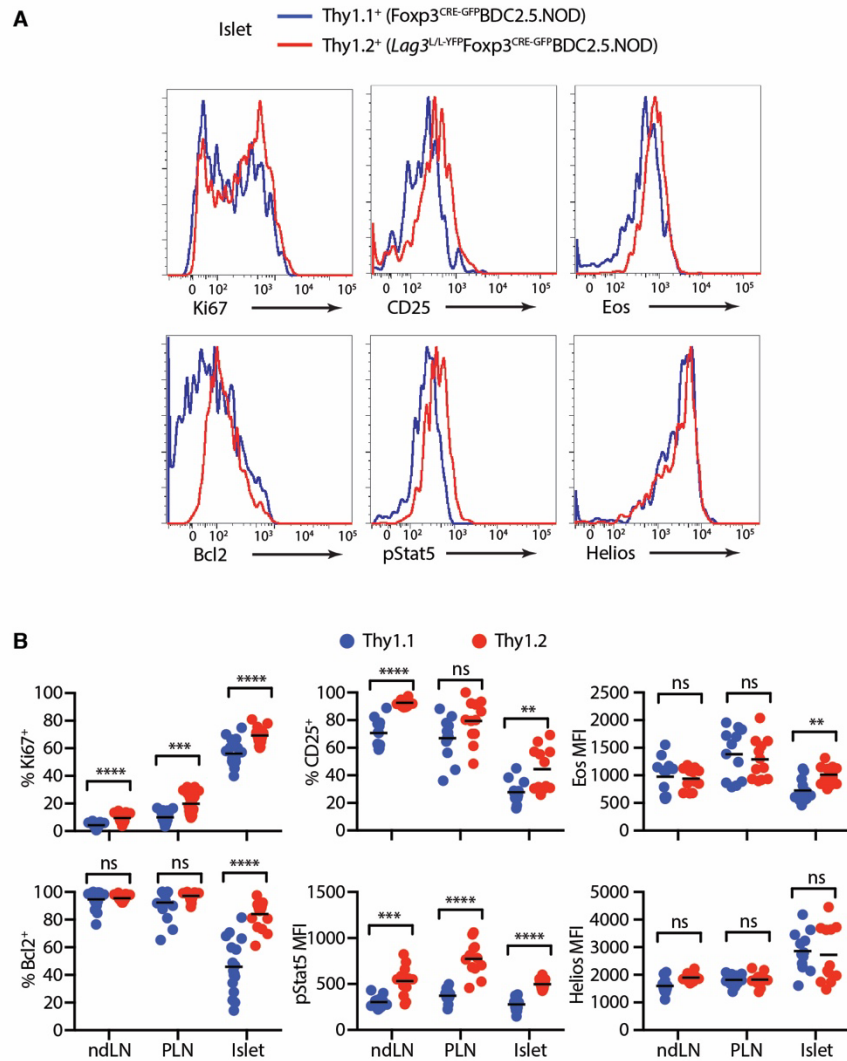 A
Islet
Thy1.1⁺ (Foxp3ᶜᴿᴱ⁻ᴳᶠᴾBDC2.5.NOD)
Thy1.2⁺ (Lag3ᴸ/ᴸ⁻ʸᶠᴾFoxp3ᶜᴿᴱ⁻ᴳᶠᴾBDC2.5.NOD)
0 10² 10³ 10⁴ 10⁵
Ki67
0 10² 10³ 10⁴ 10⁵
CD25
0 10² 10³ 10⁴ 10⁵
Eos
0 10² 10³ 10⁴ 10⁵
Bcl2
0 10² 10³ 10⁴ 10⁵
pStat5
0 10² 10³ 10⁴ 10⁵
Helios
B
Thy1.1 Thy1.2
% Ki67⁺
100
80
60
40
20
0
**** *** ****
% CD25⁺
100
80
60
40
20
0
**** ns **
Eos MFI
2500
2000
1500
1000
500
0
ns ns **
% Bcl2⁺
100
80
60
40
20
0
ns ns ****
ndLN PLN Islet
pStat5 MFI
1500
1000
500
0
*** **** ****
ndLN PLN Islet
Helios MFI
5000
4000
3000
2000
1000
0
ns ns ns
ndLN PLN Islet